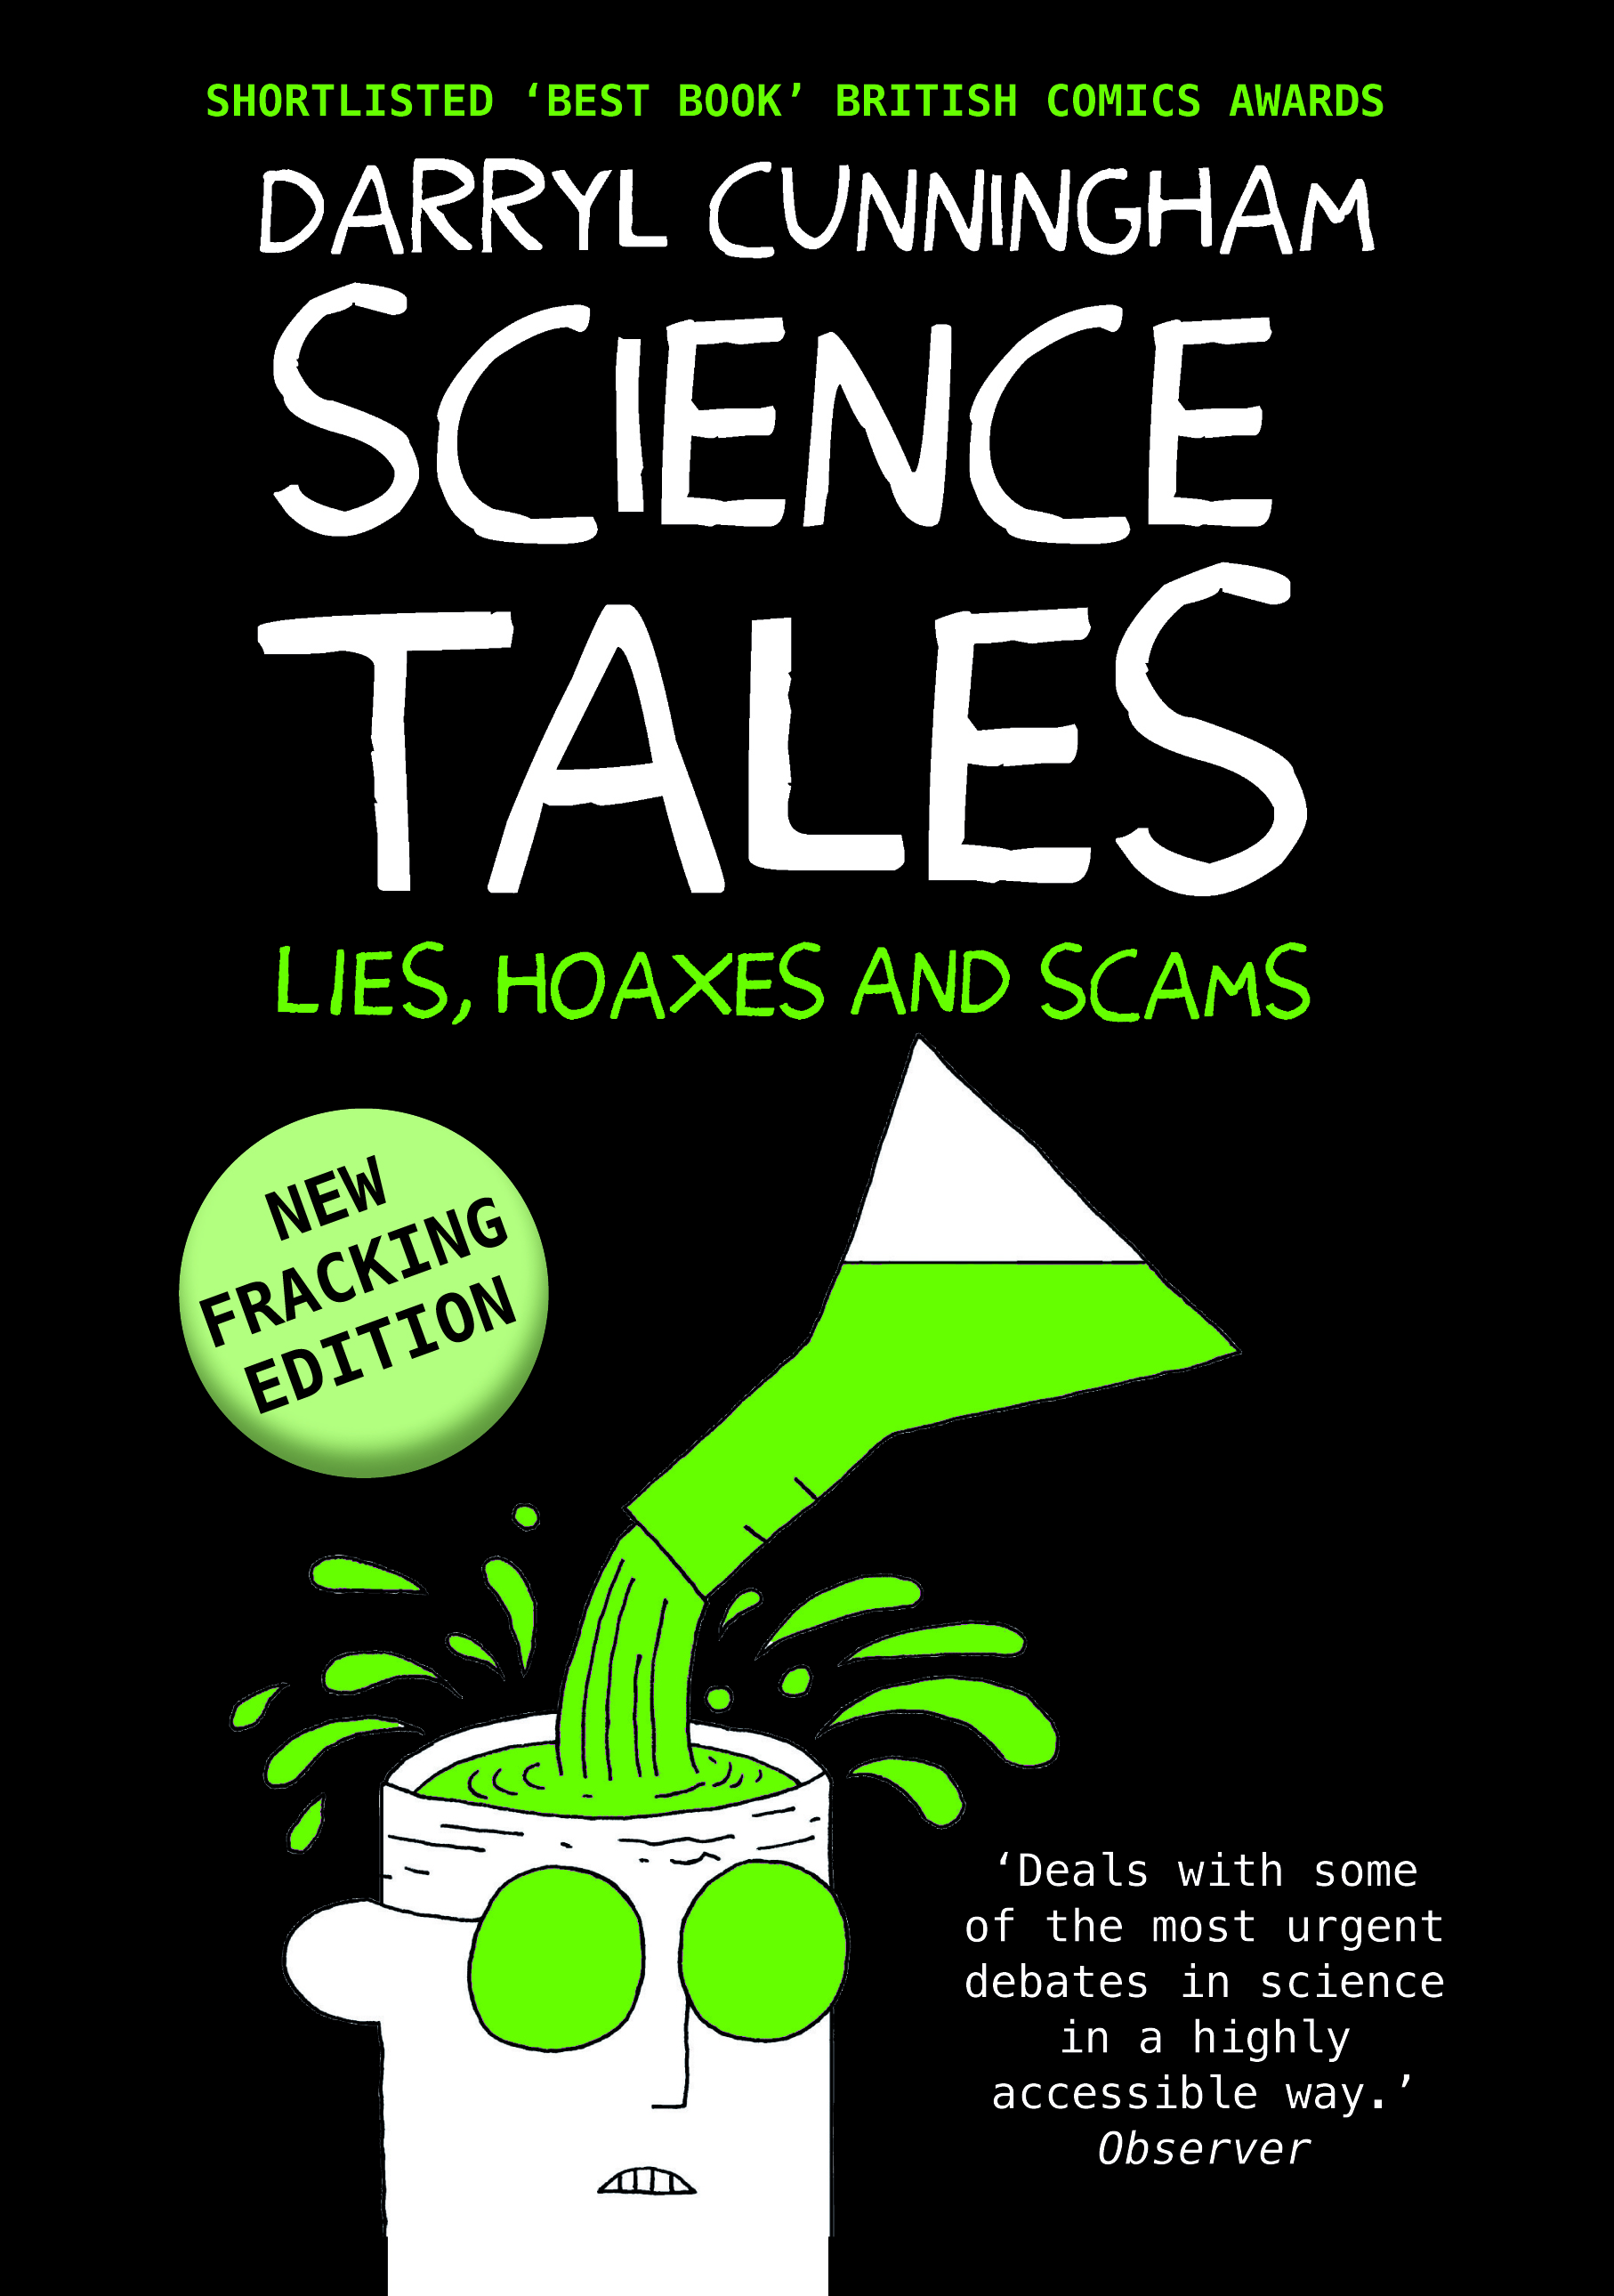 SHORTLISTED ‘BEST BOOK’ BRITISH COMICS AWARDS
DARRYL CUNNINGHAM
SCIENCE
TALES
LIES, HOAXES AND SCAMS
NEW
FRACKING
EDITION
‘Deals with some
of the most urgent
debates in science
in a highly
accessible way.’
Observer